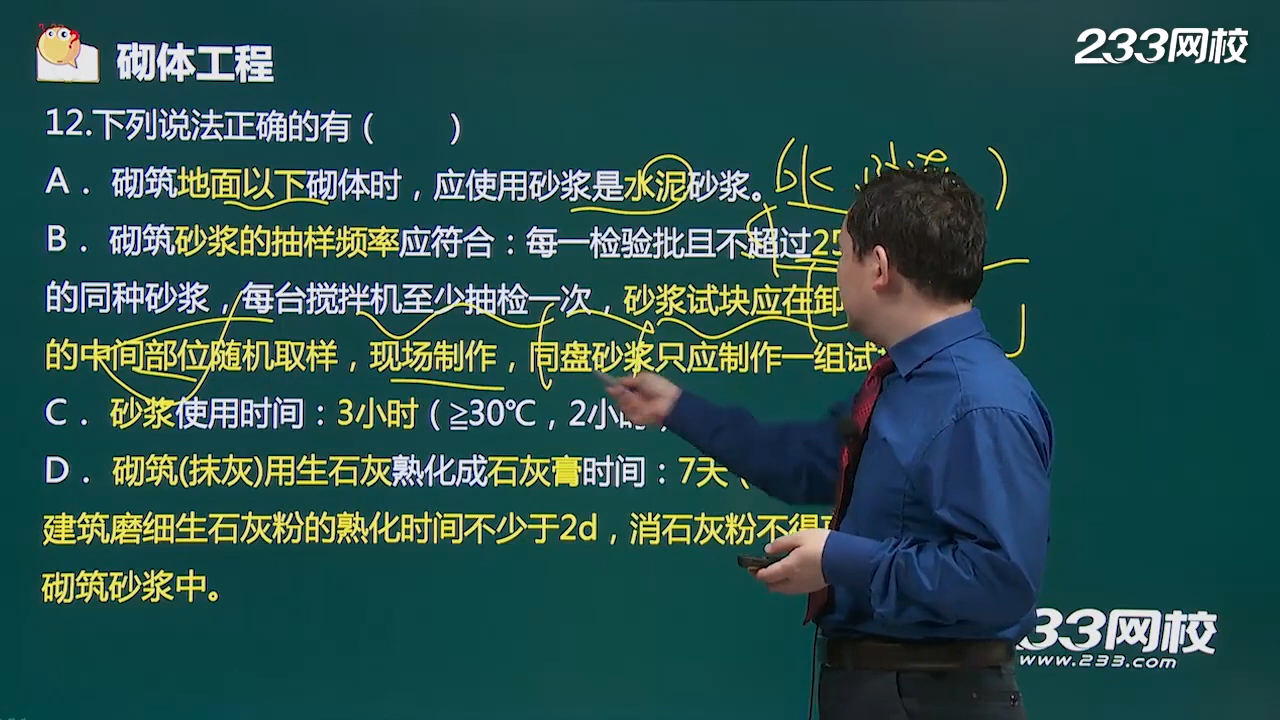 砌体工程
233网校
12.下列说法正确的有（　　）
A． 砌筑地面以下砌体时，应使用砂浆是水泥砂浆。
B． 砌筑砂浆的抽样频率应符合：每一检验批且不超过25
的同种砂浆，每台搅拌机至少抽检一次，砂浆试块应在卸
的中间部位随机取样，现场制作，同盘砂浆只应制作一组试
C． 砂浆使用时间：3小时（≧30℃，2小时
D． 砌筑(抹灰)用生石灰熟化成石灰膏时间：7天（
建筑磨细生石灰粉的熟化时间不少于2d，消石灰粉不得
砌筑砂浆中。
233网校
www.233.com